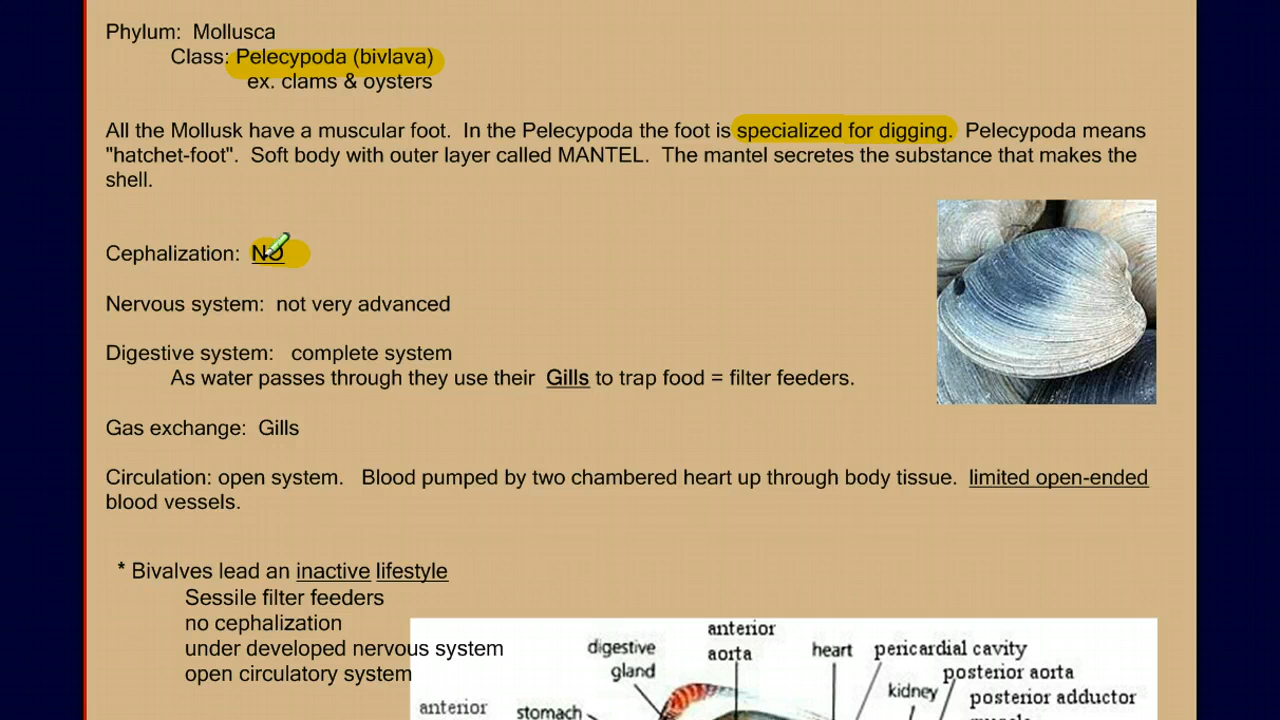 Phylum: Mollusca
Class: Pelecypoda (bivlava)
ex. clams & oysters
All the Mollusk have a muscular foot. In the Pelecypoda the foot is specialized for digging. Pelecypoda means
"hatchet-foot". Soft body with outer layer called MANTEL. The mantel secretes the substance that makes the
shell.
Cephalization: NO
Nervous system: not very advanced
Digestive system: complete system
As water passes through they use their Gills to trap food = filter feeders.
Gas exchange: Gills
Circulation: open system. Blood pumped by two chambered heart up through body tissue. limited open-ended
blood vessels.
* Bivalves lead an inactive lifestyle
Sessile filter feeders
no cephalization
under developed nervous system
open circulatory system
anterior
aorta
digestive
gland
heart
pericardial cavity
posterior aorta
kidney
posterior adductor
anterior
stomach